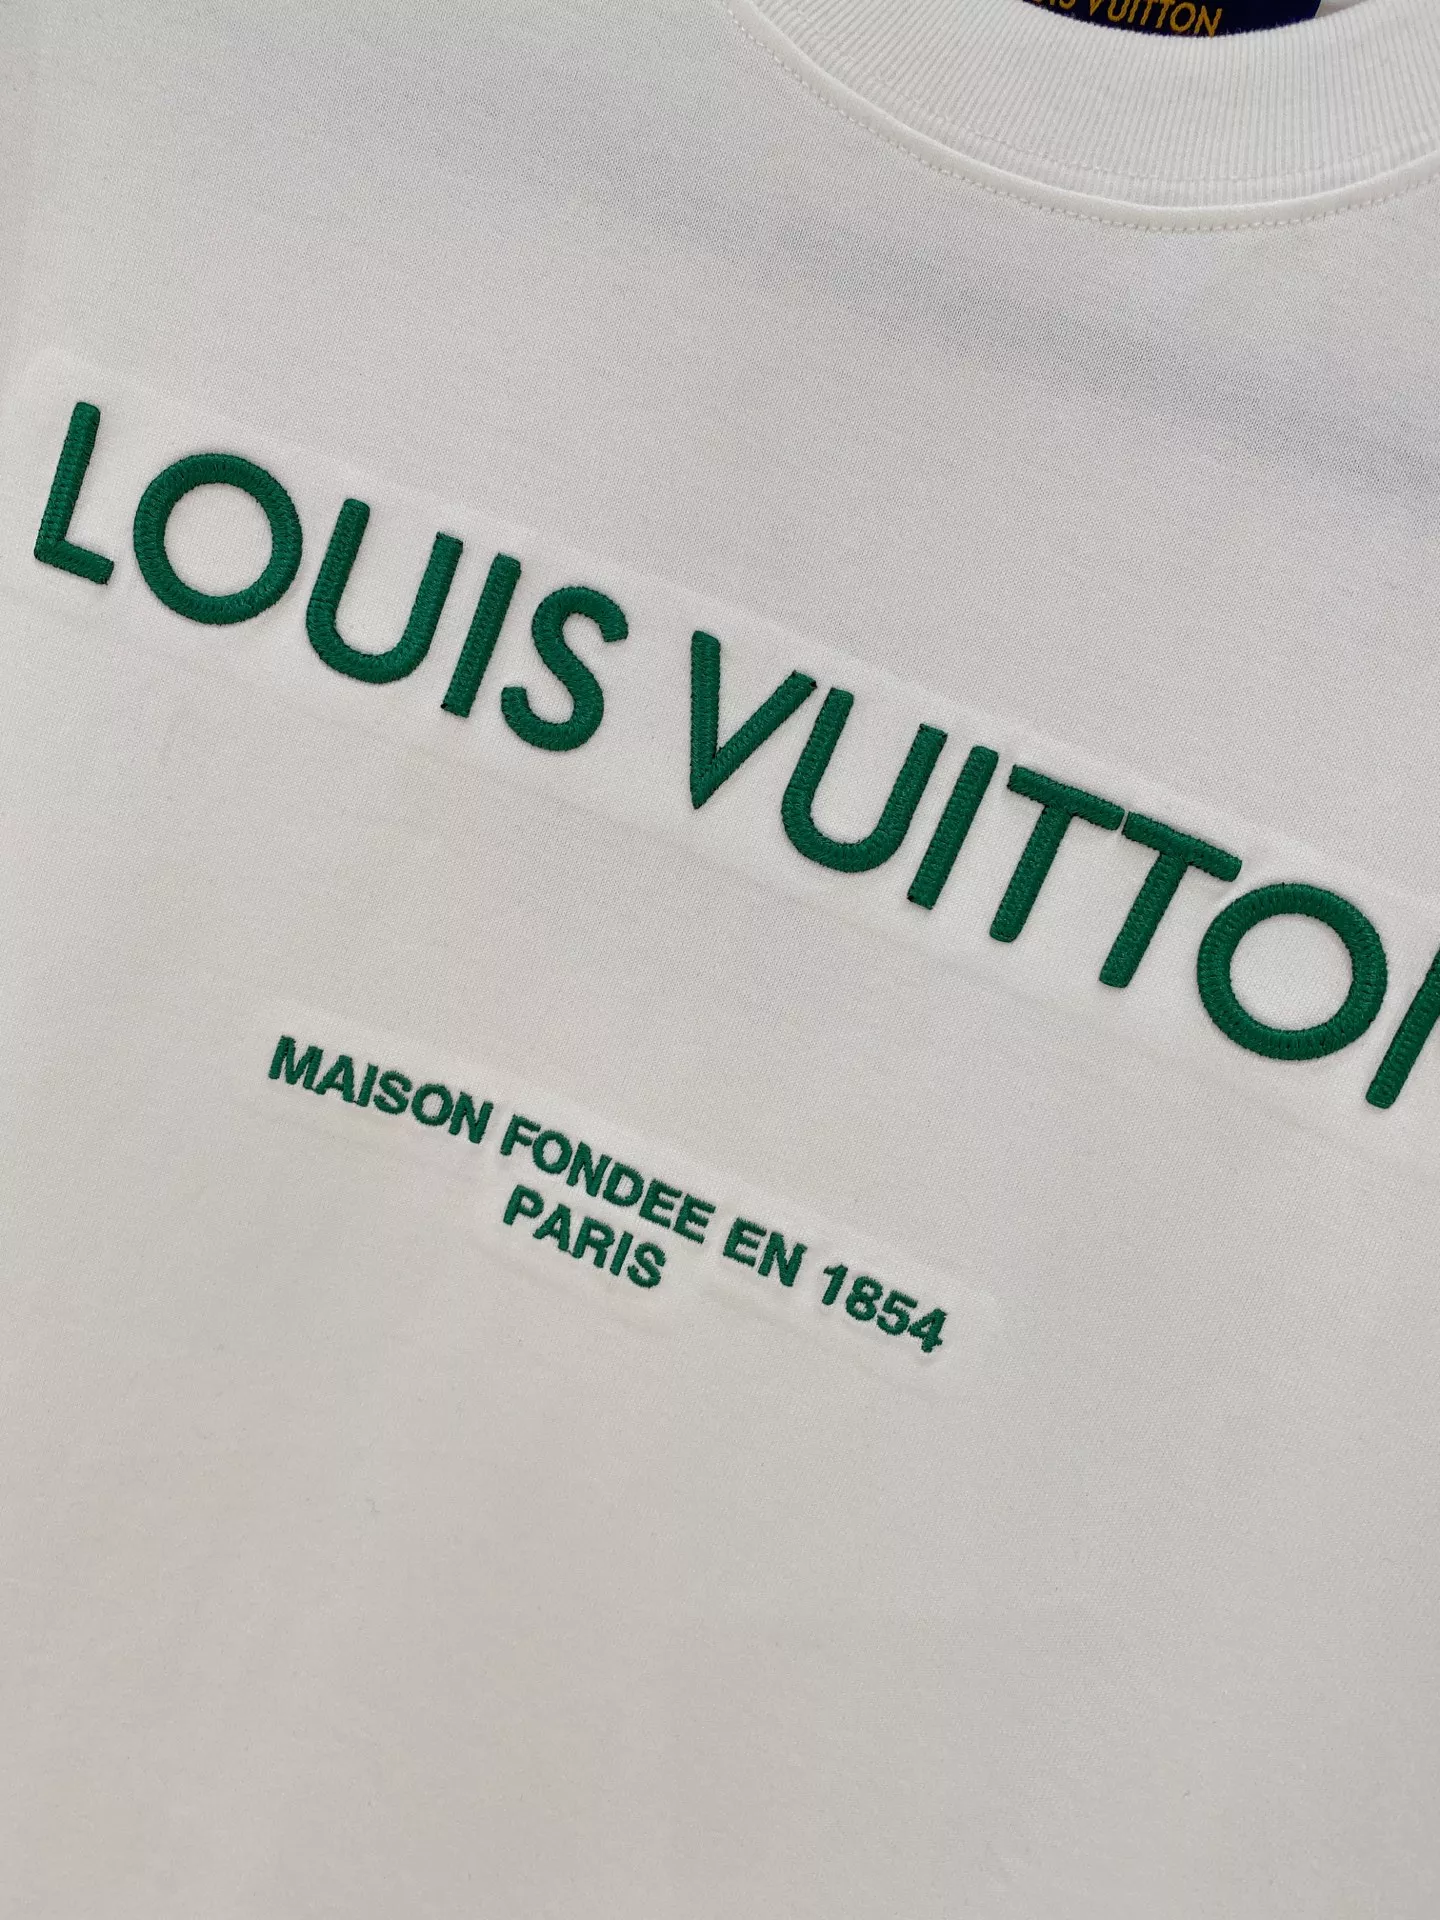 VUITTON
LOUIS VUITTON
MAISON FONDEE EN 1854
PARIS